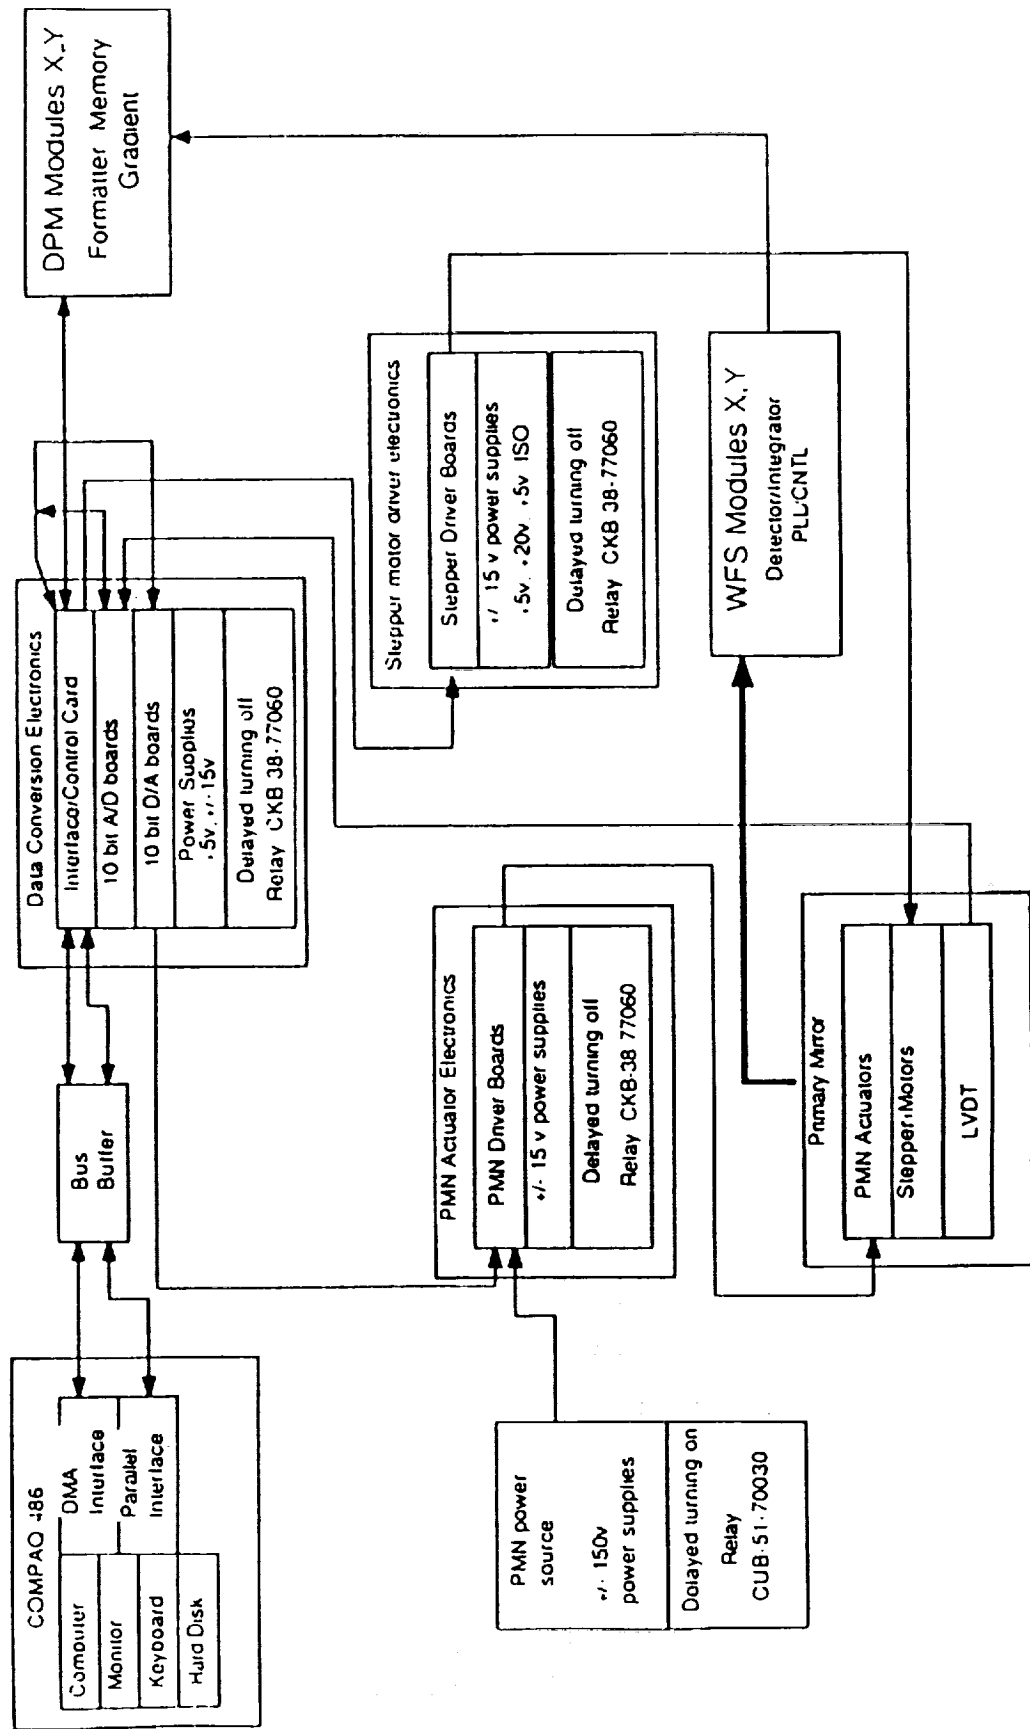 COMPAQ 486
Computer
Monitor
Keyboard
Hard Disk
DMA
Interface
Parallel
Interface
Bus
Buffer
Data Conversion Electronics
Interface/Control Card
10 bit A/D boards
10 bit D/A boards
Power Supplies
+5v, +/- 15v
Delayed turning off
Relay CKB 38-77060
DPM Modules X,Y
Formatter Memory
Gradient
PMN power
source
+/- 150v
power supplies
Delayed turning on
Relay
CUB-51-70030
PMN Actuator Electronics
PMN Driver Boards
+/- 15 v power supplies
Delayed turning off
Relay CKB-38 77060
Stepper motor driver electronics
Stepper Driver Boards
+/- 15 v power supplies
+5v, +20v, +5v ISO
Delayed turning off
Relay CKB 38-77060
Primary Mirror
PMN Actuators
Stepper Motors
LVDT
WFS Modules X,Y
Detector/Integrator
PLL/CNTL